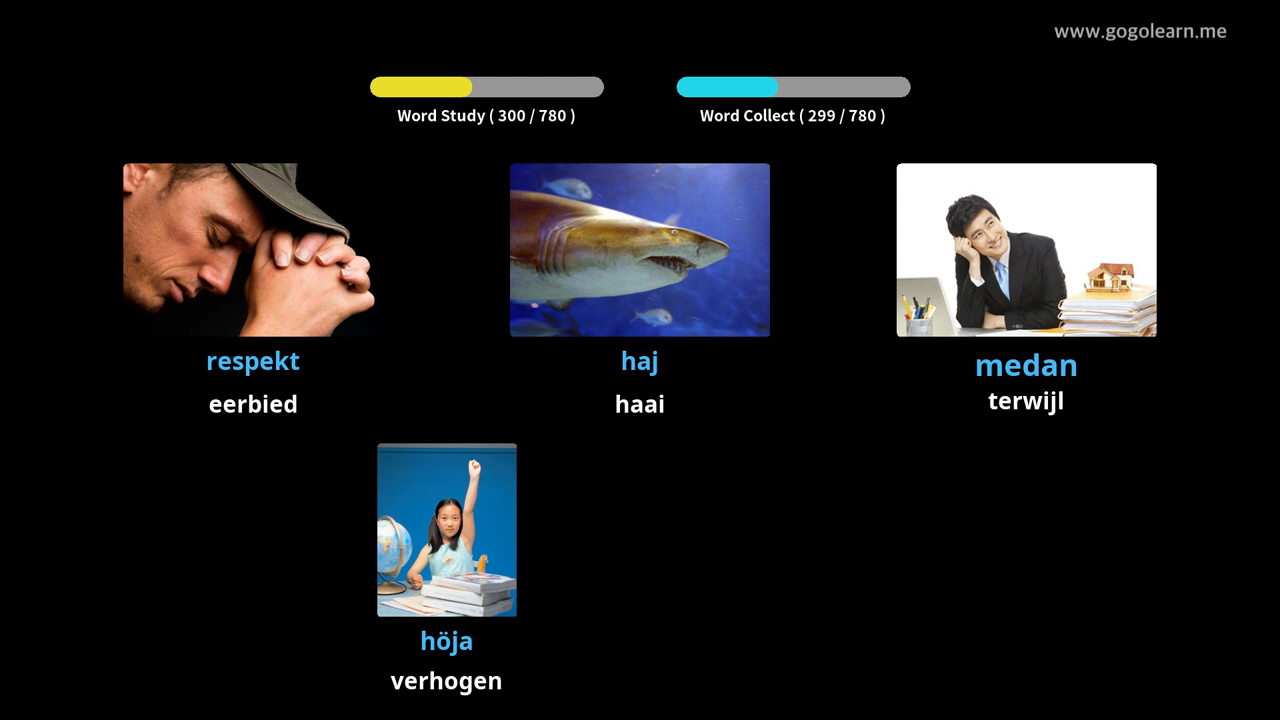 www.gogolearn.me
Word Study ( 300 / 780 )
Word Collect ( 299 / 780 )
respekt
eerbied
haj
haai
medan
terwijl
höja
verhogen